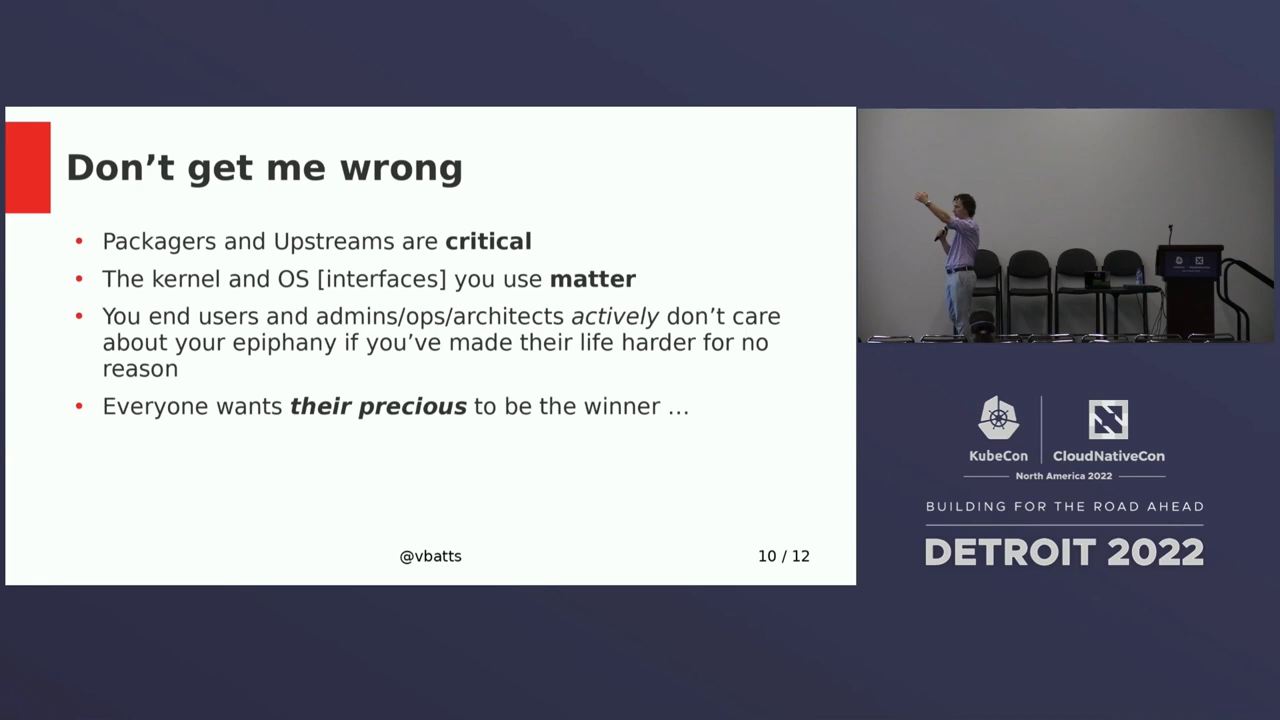 Don’t get me wrong
• Packagers and Upstreams are critical
• The kernel and OS [interfaces] you use matter
• You end users and admins/ops/architects actively don’t care
about your epiphany if you’ve made their life harder for no
reason
• Everyone wants their precious to be the winner …
@vbatts
10 / 12
KubeCon
CloudNativeCon
North America 2022
BUILDING FOR THE ROAD AHEAD
DETROIT 2022